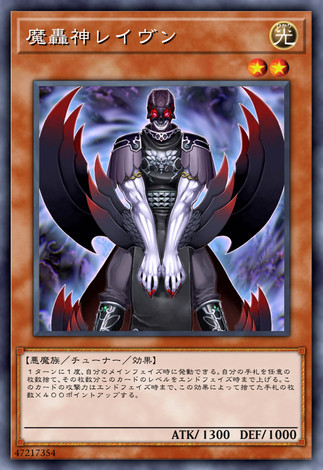 魔轟神レイヴン
光
【悪魔族／チューナー／効果】
１ターンに１度、自分のメインフェイズ時に発動できる。自分の手札を任意の
枚数捨て、その枚数分このカードのレベルをエンドフェイズ時まで上げる。こ
のカードの攻撃力はエンドフェイズ時まで、この効果によって捨てた手札の枚
数×４００ポイントアップする。
ATK/ 1300 DEF/1000
47217354